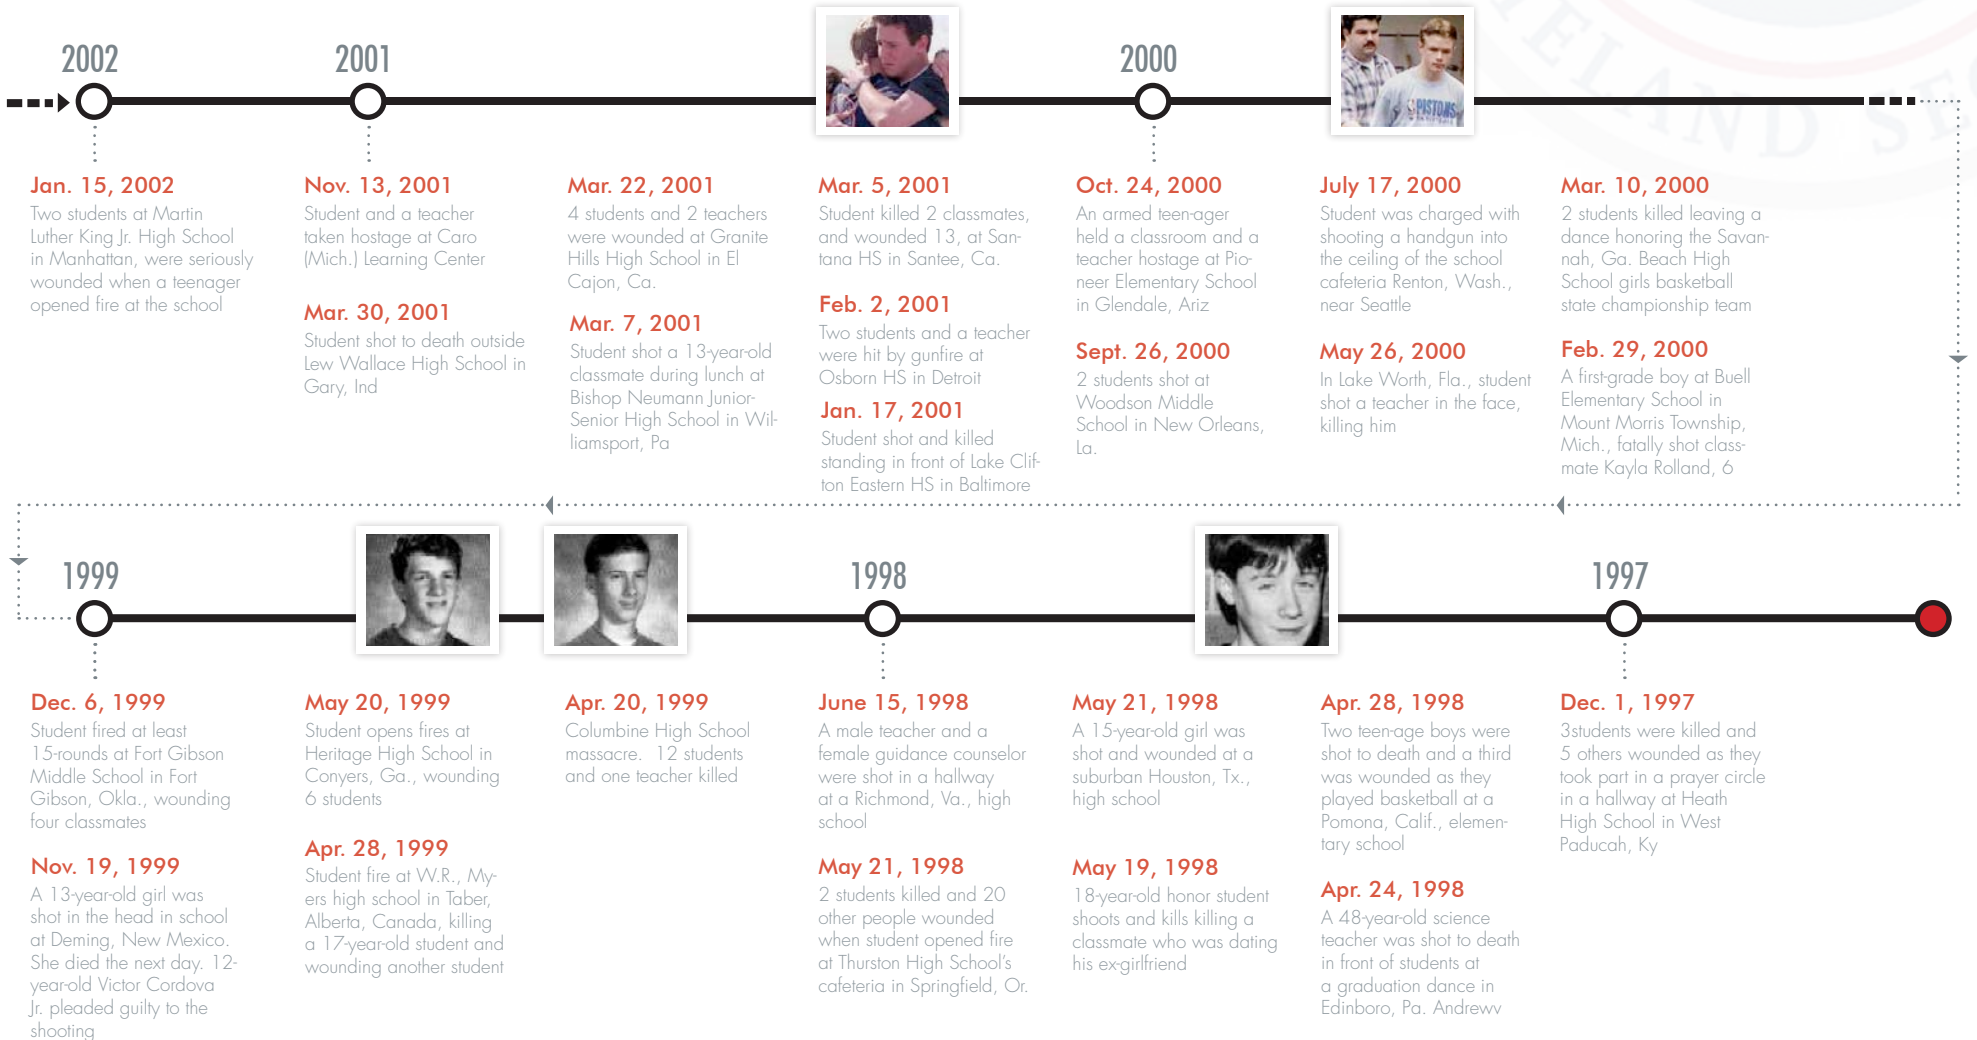 2002
2001
2000
Jan. 15, 2002
Two students at Martin
Luther King Jr. High School
in Manhattan, were seriously
wounded when a teenager
opened fire at the school
Nov. 13, 2001
Student and a teacher
taken hostage at Caro
(Mich.) Learning Center
Mar. 30, 2001
Student shot to death outside
Lew Wallace High School in
Gary, Ind
Mar. 22, 2001
4 students and 2 teachers
were wounded at Granite
Hills High School in El
Cajon, Ca.
Mar. 7, 2001
Student shot a 13-year-old
classmate during lunch at
Bishop Neumann Junior-
Senior High School in Wil-
liamsport, Pa
PISTONS
Mar. 5, 2001
Student killed 2 classmates,
and wounded 13, at San-
tana HS in Santee, Ca.
Feb. 2, 2001
Two students and a teacher
were hit by gunfire at
Osborn HS in Detroit
Jan. 17, 2001
Student shot and killed
standing in front of Lake Clif-
ton Eastern HS in Baltimore
Oct. 24, 2000
An armed teen-ager
held a classroom and a
teacher hostage at Pio-
neer Elementary School
in Glendale, Ariz
Sept. 26, 2000
2 students shot at
Woodson Middle
School in New Orleans,
La.
July 17, 2000
Student was charged with
shooting a handgun into
the ceiling of the school
cafeteria Renton, Wash.,
near Seattle
May 26, 2000
In Lake Worth, Fla., student
shot a teacher in the face,
killing him
Mar. 10, 2000
2 students killed leaving a
dance honoring the Savan-
nah, Ga. Beach High
School girls basketball
state championship team
Feb. 29, 2000
A first-grade boy at Buell
Elementary School in
Mount Morris Township,
Mich., fatally shot class-
mate Kayla Rolland, 6
MELAND SEC
1999
1998
1997
Dec. 6, 1999
Student fired at least
15-rounds at Fort Gibson
Middle School in Fort
Gibson, Okla., wounding
four classmates
Nov. 19, 1999
A 13-year-old girl was
shot in the head in school
at Deming, New Mexico.
She died the next day. 12-
year-old Victor Cordova
Jr. pleaded guilty to the
shooting
May 20, 1999
Student opens fires at
Heritage High School in
Conyers, Ga., wounding
6 students
Apr. 28, 1999
Student fire at W.R., My-
ers high school in Taber,
Alberta, Canada, killing
a 17-year-old student and
wounding another student
Apr. 20, 1999
Columbine High School
massacre. 12 students
and one teacher killed
June 15, 1998
A male teacher and a
female guidance counselor
were shot in a hallway
at a Richmond, Va., high
school
May 21, 1998
2 students killed and 20
other people wounded
when student opened fire
at Thurston High School's
cafeteria in Springfield, Or.
May 21, 1998
A 15-year-old girl was
shot and wounded at a
suburban Houston, Tx.,
high school
May 19, 1998
18-year-old honor student
shoots and kills killing a
classmate who was dating
his ex-girlfriend
Apr. 28, 1998
Two teen-age boys were
shot to death and a third
was wounded as they
played basketball at a
Pomona, Calif., elemen-
tary school
Apr. 24, 1998
A 48-year-old science
teacher was shot to death
in front of students at
a graduation dance in
Edinboro, Pa. Andrewv
Dec. 1, 1997
3students were killed and
5 others wounded as they
took part in a prayer circle
in a hallway at Heath
High School in West
Paducah, Ky